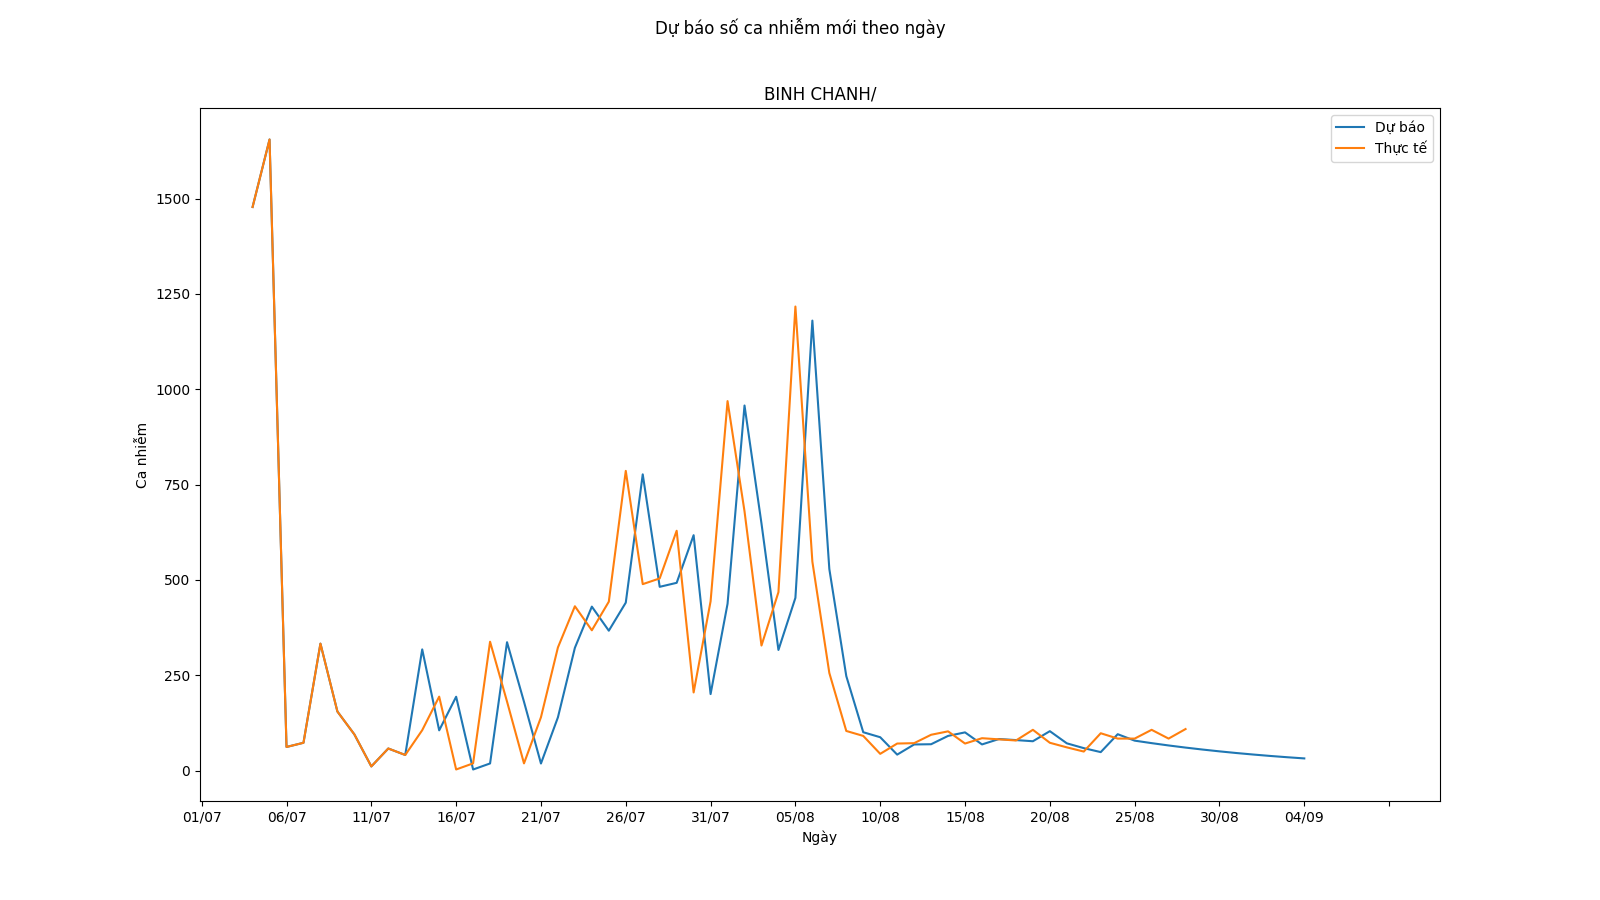 Dự báo số ca nhiễm mới theo ngày
BINH CHANH/
Dự báo
Thực tế
1500
1250
1000
750
500
250
0
Ca nhiễm
01/07 06/07 11/07 16/07 21/07 26/07 31/07 05/08 10/08 15/08 20/08 25/08 30/08 04/09
Ngày